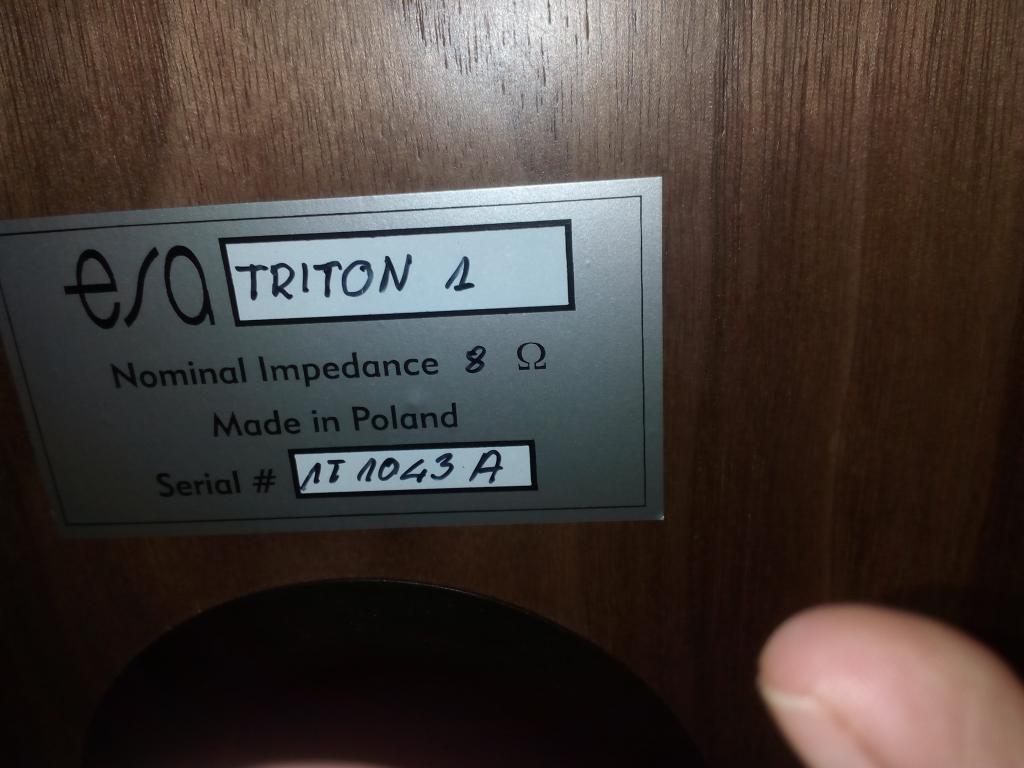 esa TRITON 1
Nominal Impedance 8 Ω
Made in Poland
Serial # 1T 1043 A